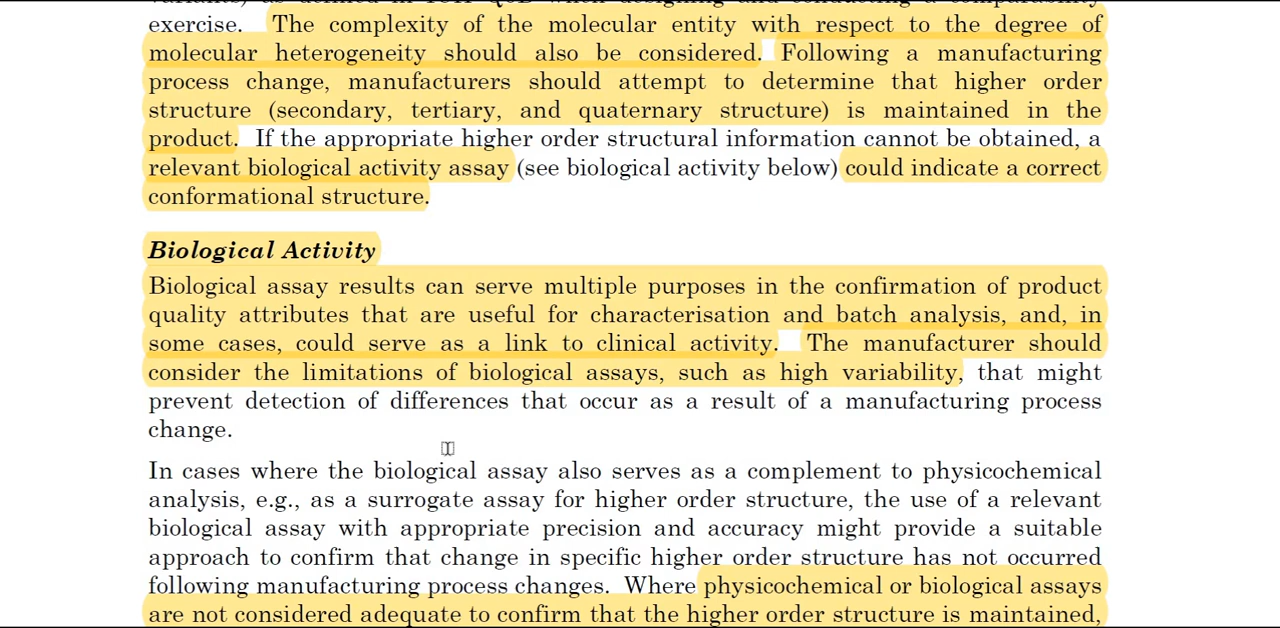 exercise. The complexity of the molecular entity with respect to the degree of
molecular heterogeneity should also be considered. Following a manufacturing
process change, manufacturers should attempt to determine that higher order
structure (secondary, tertiary, and quaternary structure) is maintained in the
product. If the appropriate higher order structural information cannot be obtained, a
relevant biological activity assay (see biological activity below) could indicate a correct
conformational structure.
Biological Activity
Biological assay results can serve multiple purposes in the confirmation of product
quality attributes that are useful for characterisation and batch analysis, and, in
some cases, could serve as a link to clinical activity. The manufacturer should
consider the limitations of biological assays, such as high variability, that might
prevent detection of differences that occur as a result of a manufacturing process
change.
In cases where the biological assay also serves as a complement to physicochemical
analysis, e.g., as a surrogate assay for higher order structure, the use of a relevant
biological assay with appropriate precision and accuracy might provide a suitable
approach to confirm that change in specific higher order structure has not occurred
following manufacturing process changes. Where physicochemical or biological assays
are not considered adequate to confirm that the higher order structure is maintained,